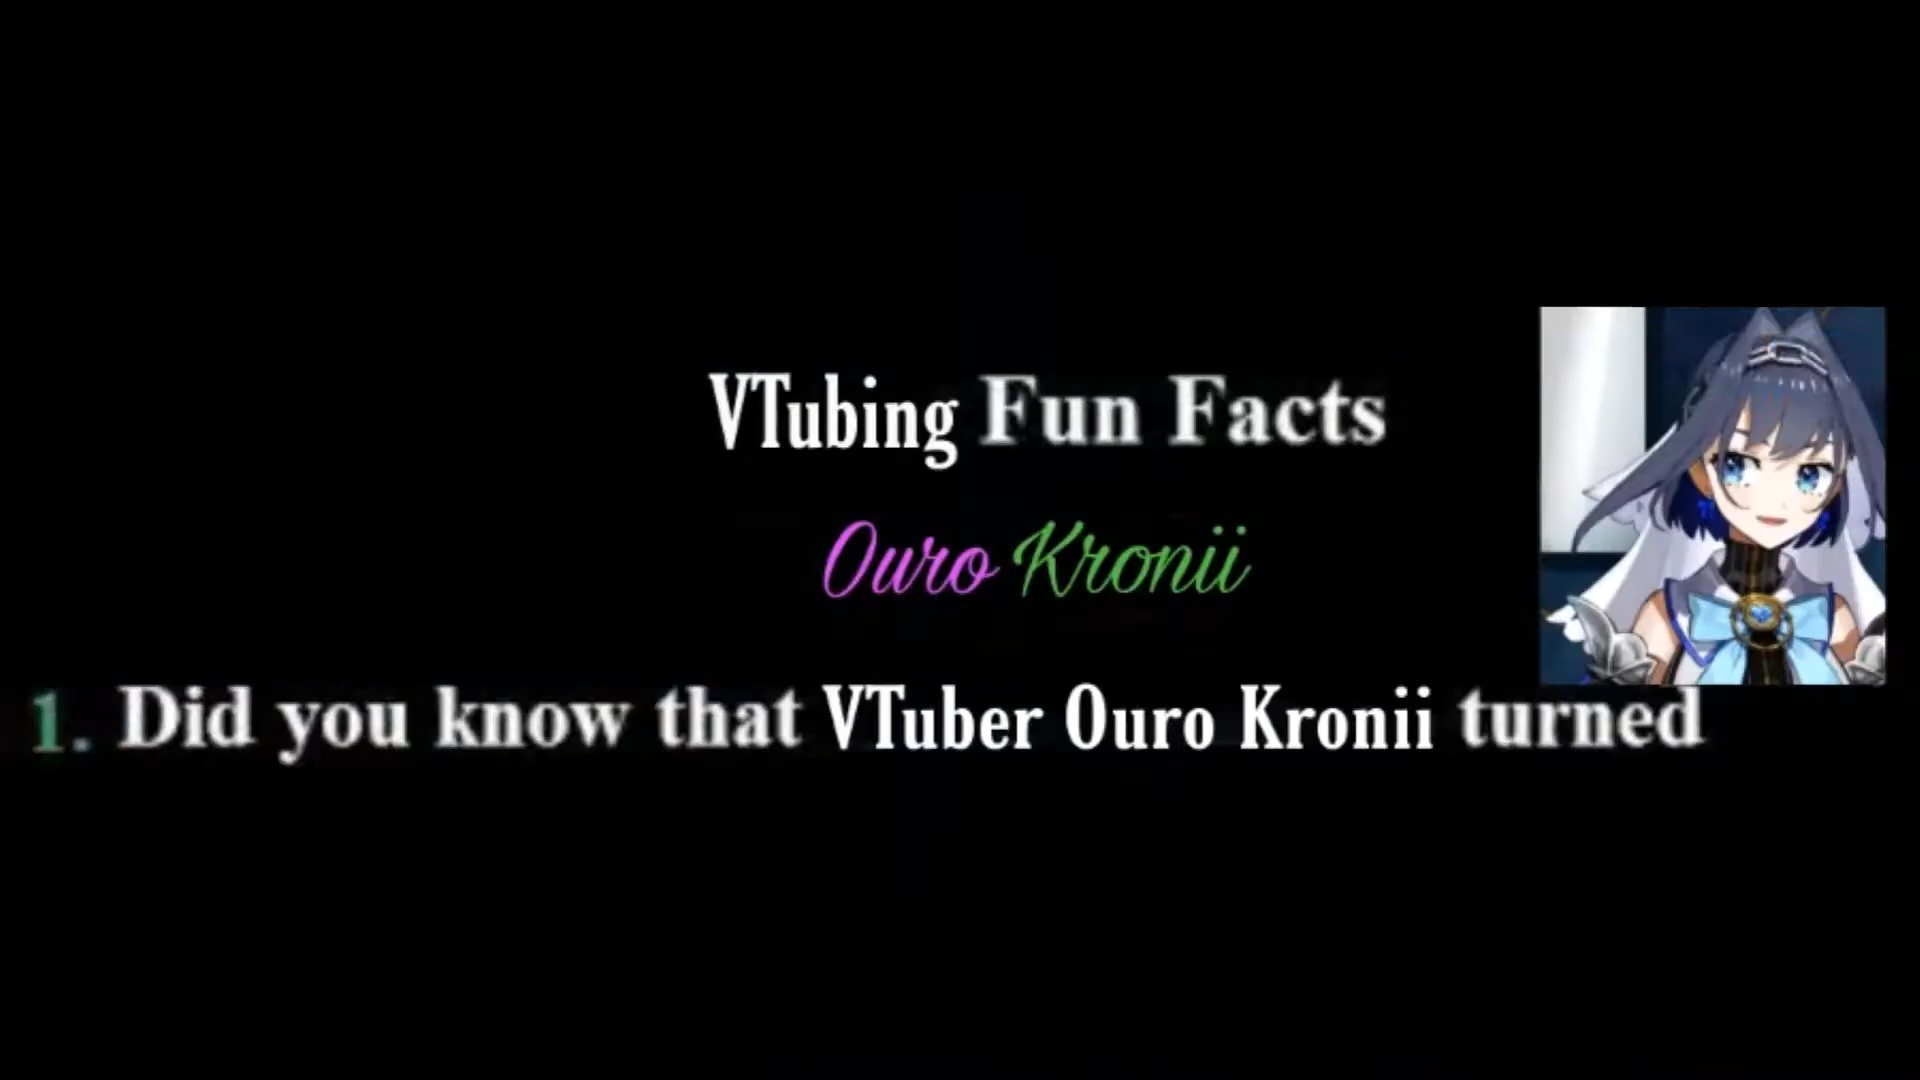 VTubing Fun Facts
Ouro Kronii
1. Did you know that VTuber Ouro Kronii turned